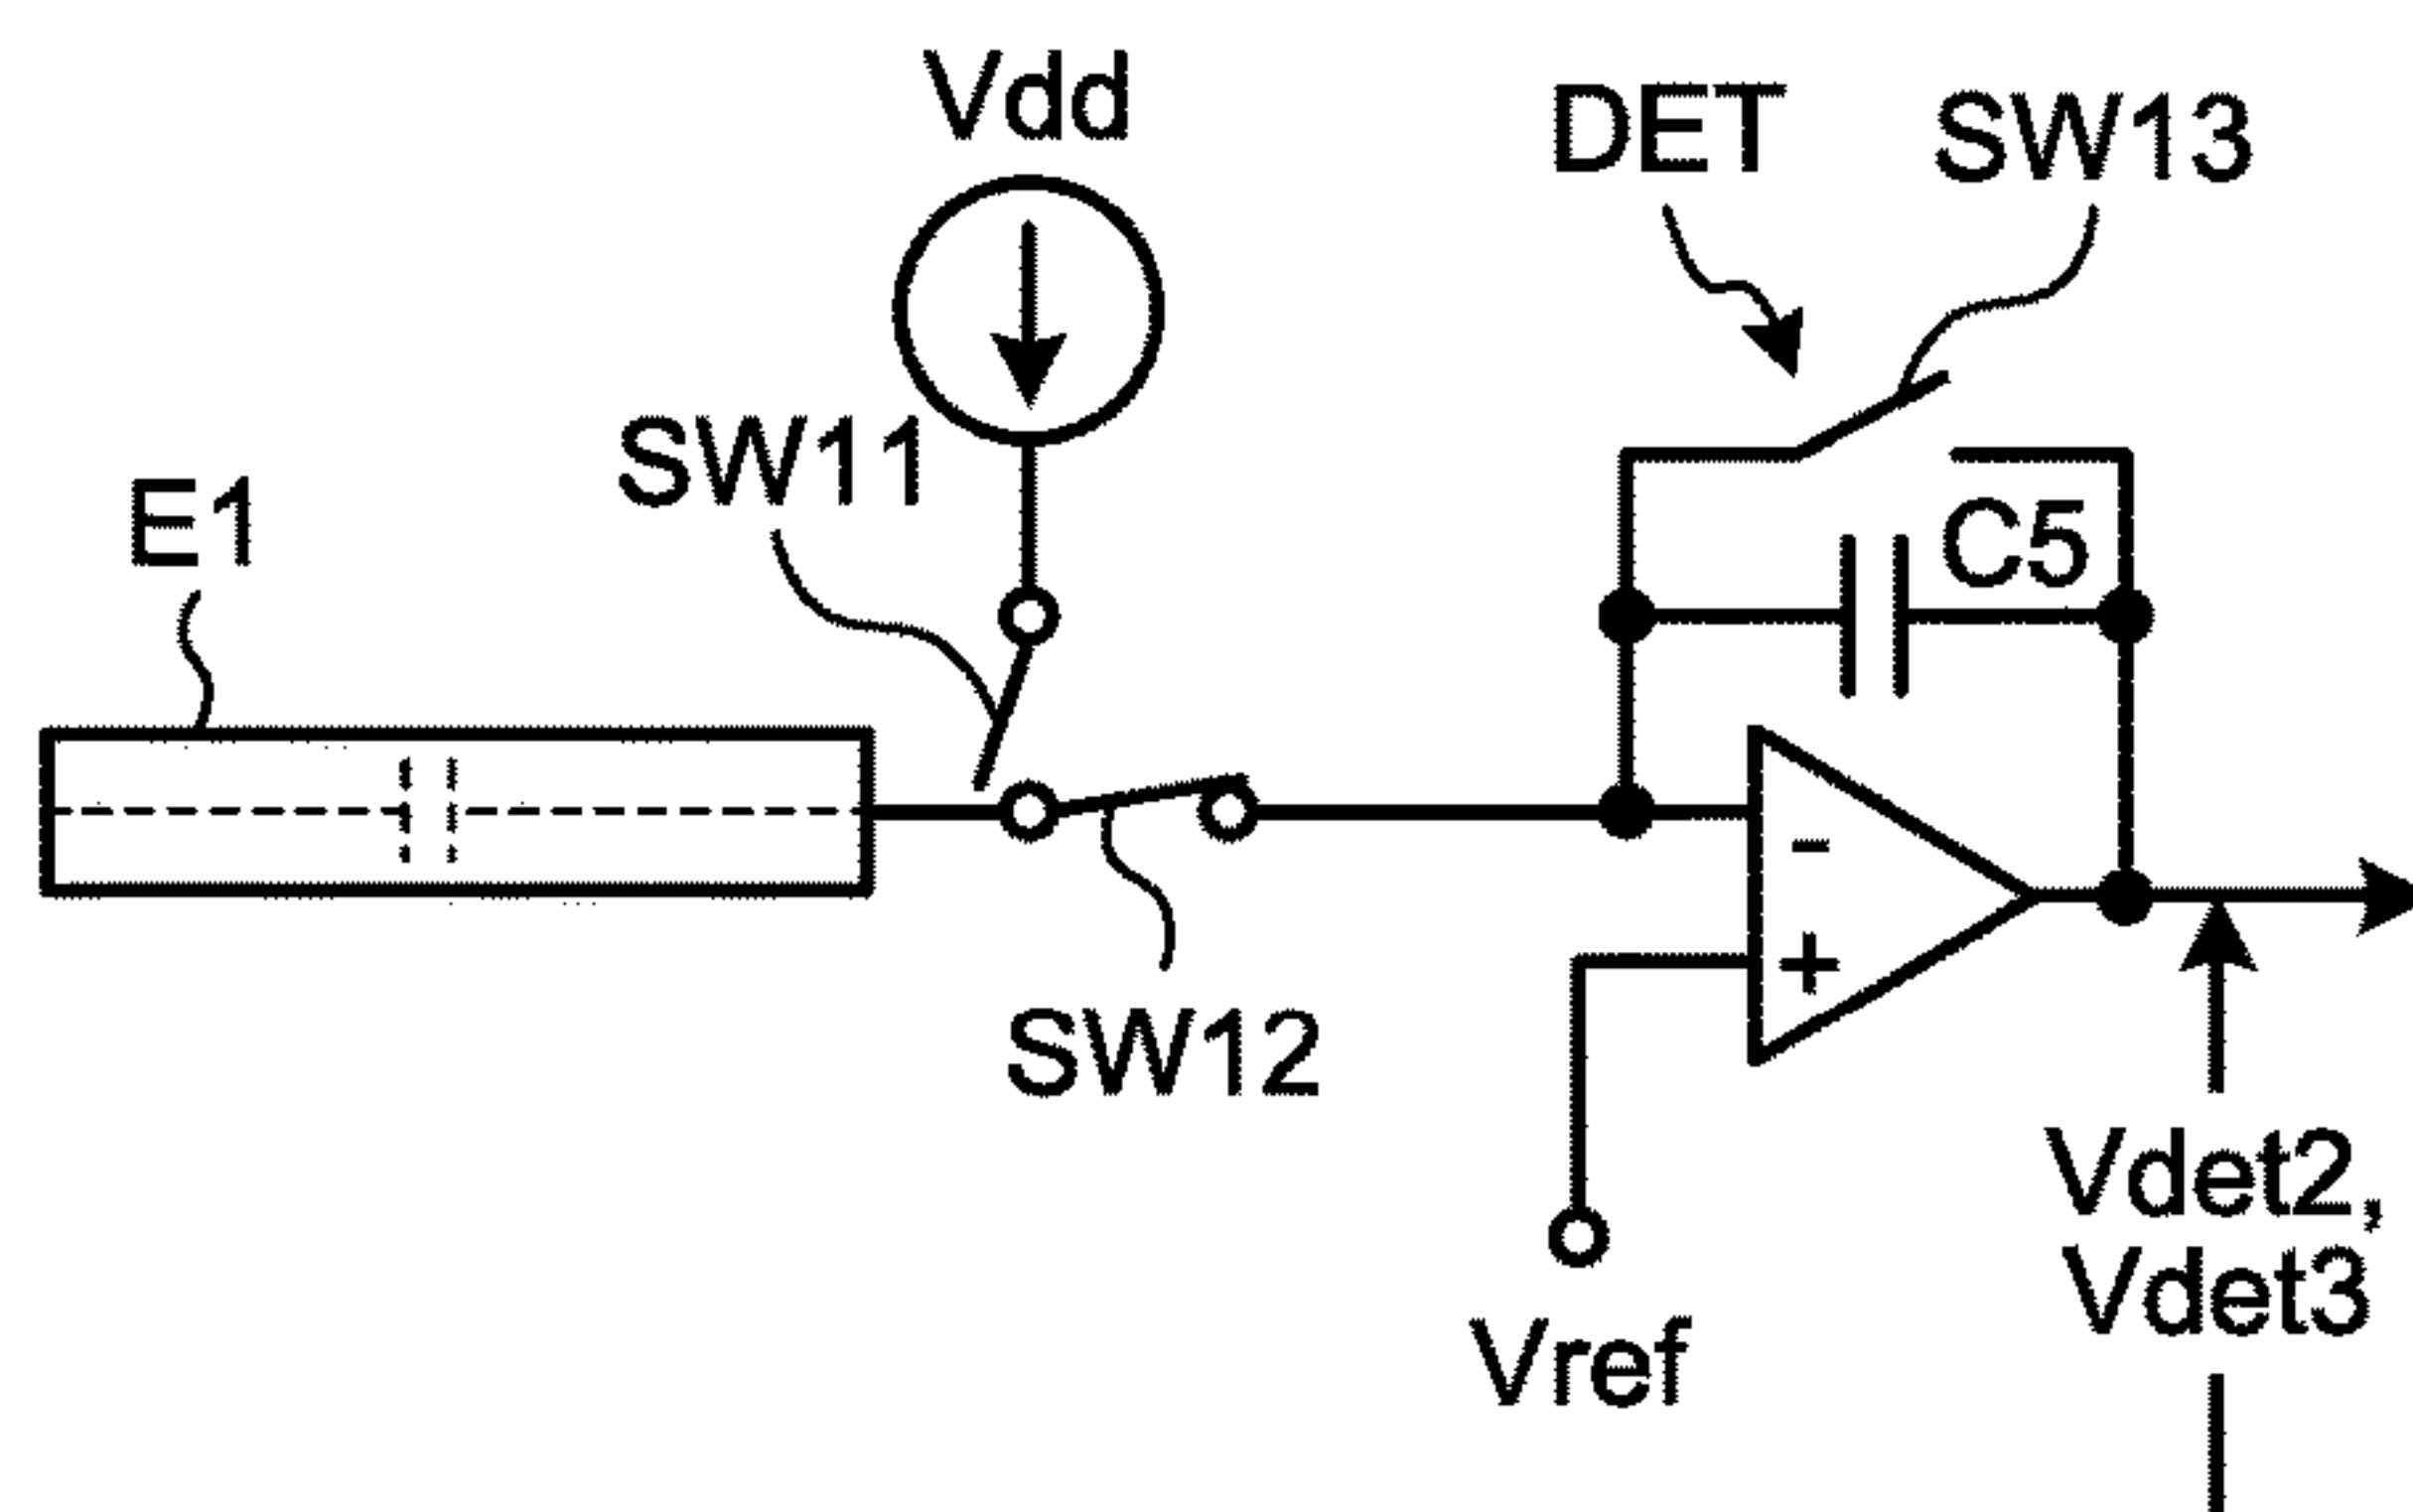 Vdd
DET
SW13
SW11
E1
C5
-
+
SW12
Vdet2,
Vdet3
Vref